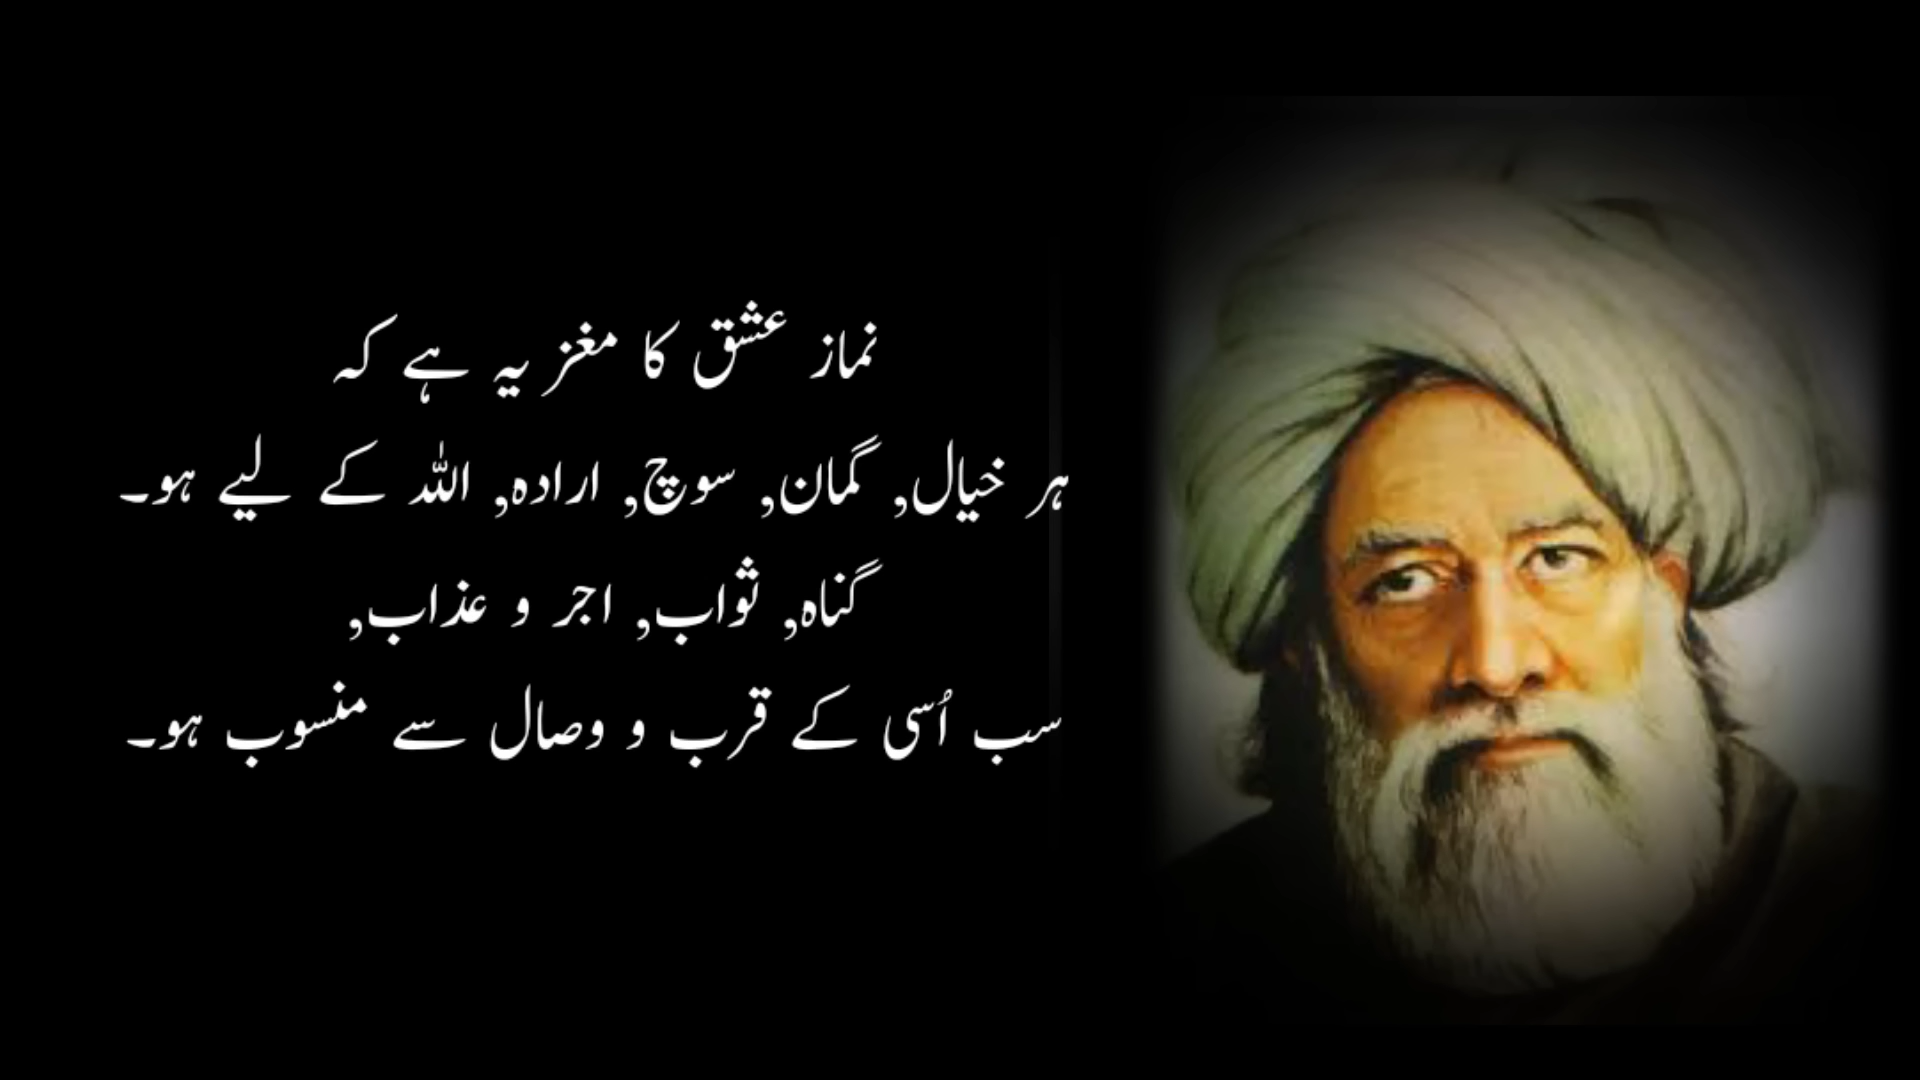 نماز عشق کا مغز یہ ہے کہ
ہر خیال, گمان, سوچ, ارادہ, اللہ کے لیے ہو۔
گناہ, ثواب, اجر و عذاب,
سب اُسی کے قرب و وصال سے منسوب ہو۔